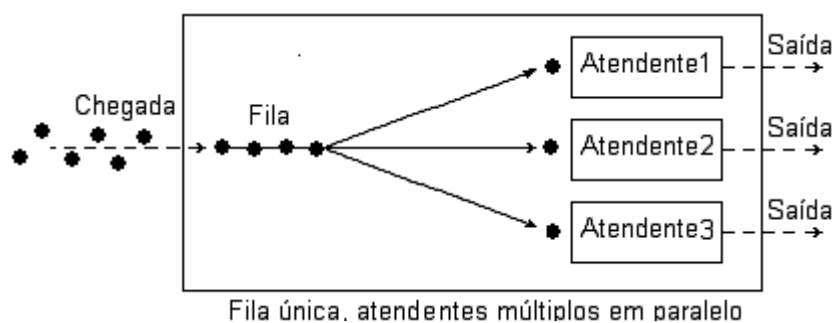 Chegada
Fila
Atendente1
Saída
Atendente2
Saída
Atendente3
Saída
Fila única, atendentes múltiplos em paralelo